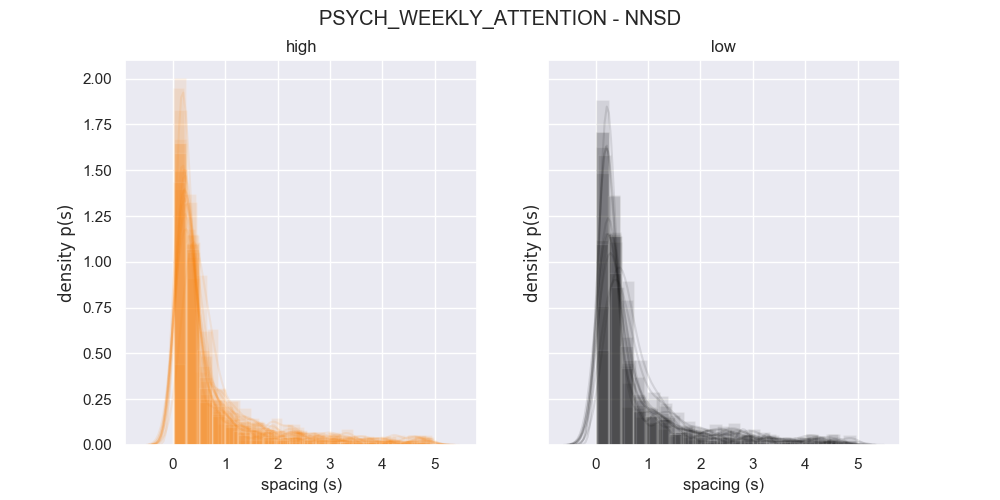 PSYCH_WEEKLY_ATTENTION - NNSD
high
low
2.00
1.75
1.50
1.25
1.00
0.75
0.50
0.25
0.00
density p(s)
0 1 2 3 4 5
spacing (s)
density p(s)
0 1 2 3 4 5
spacing (s)